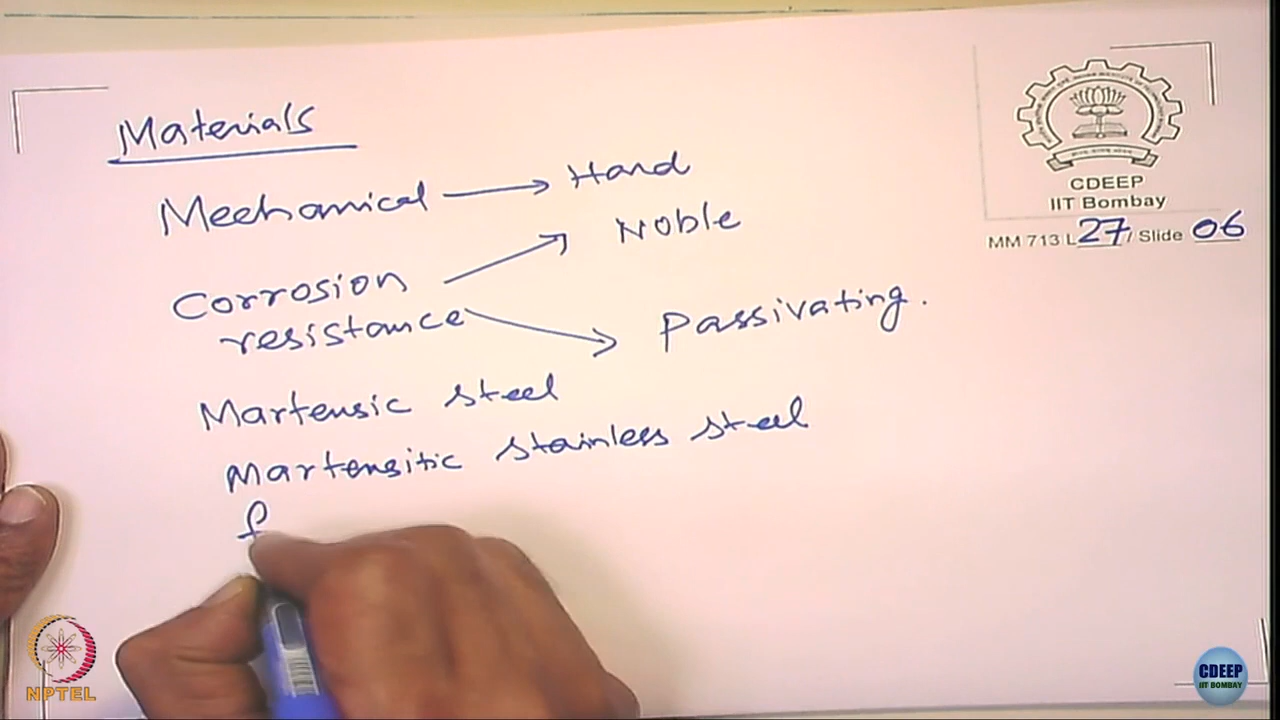 Materials
Mechanical → Hard
Noble
Corrosion
resistance
Passivating.
Martensic steel
Martensitic stainless steel
f
CDEEP
IIT Bombay
MM 713 L 27 / Slide 06
NPTEL
CDEEP
IIT BOMBAY